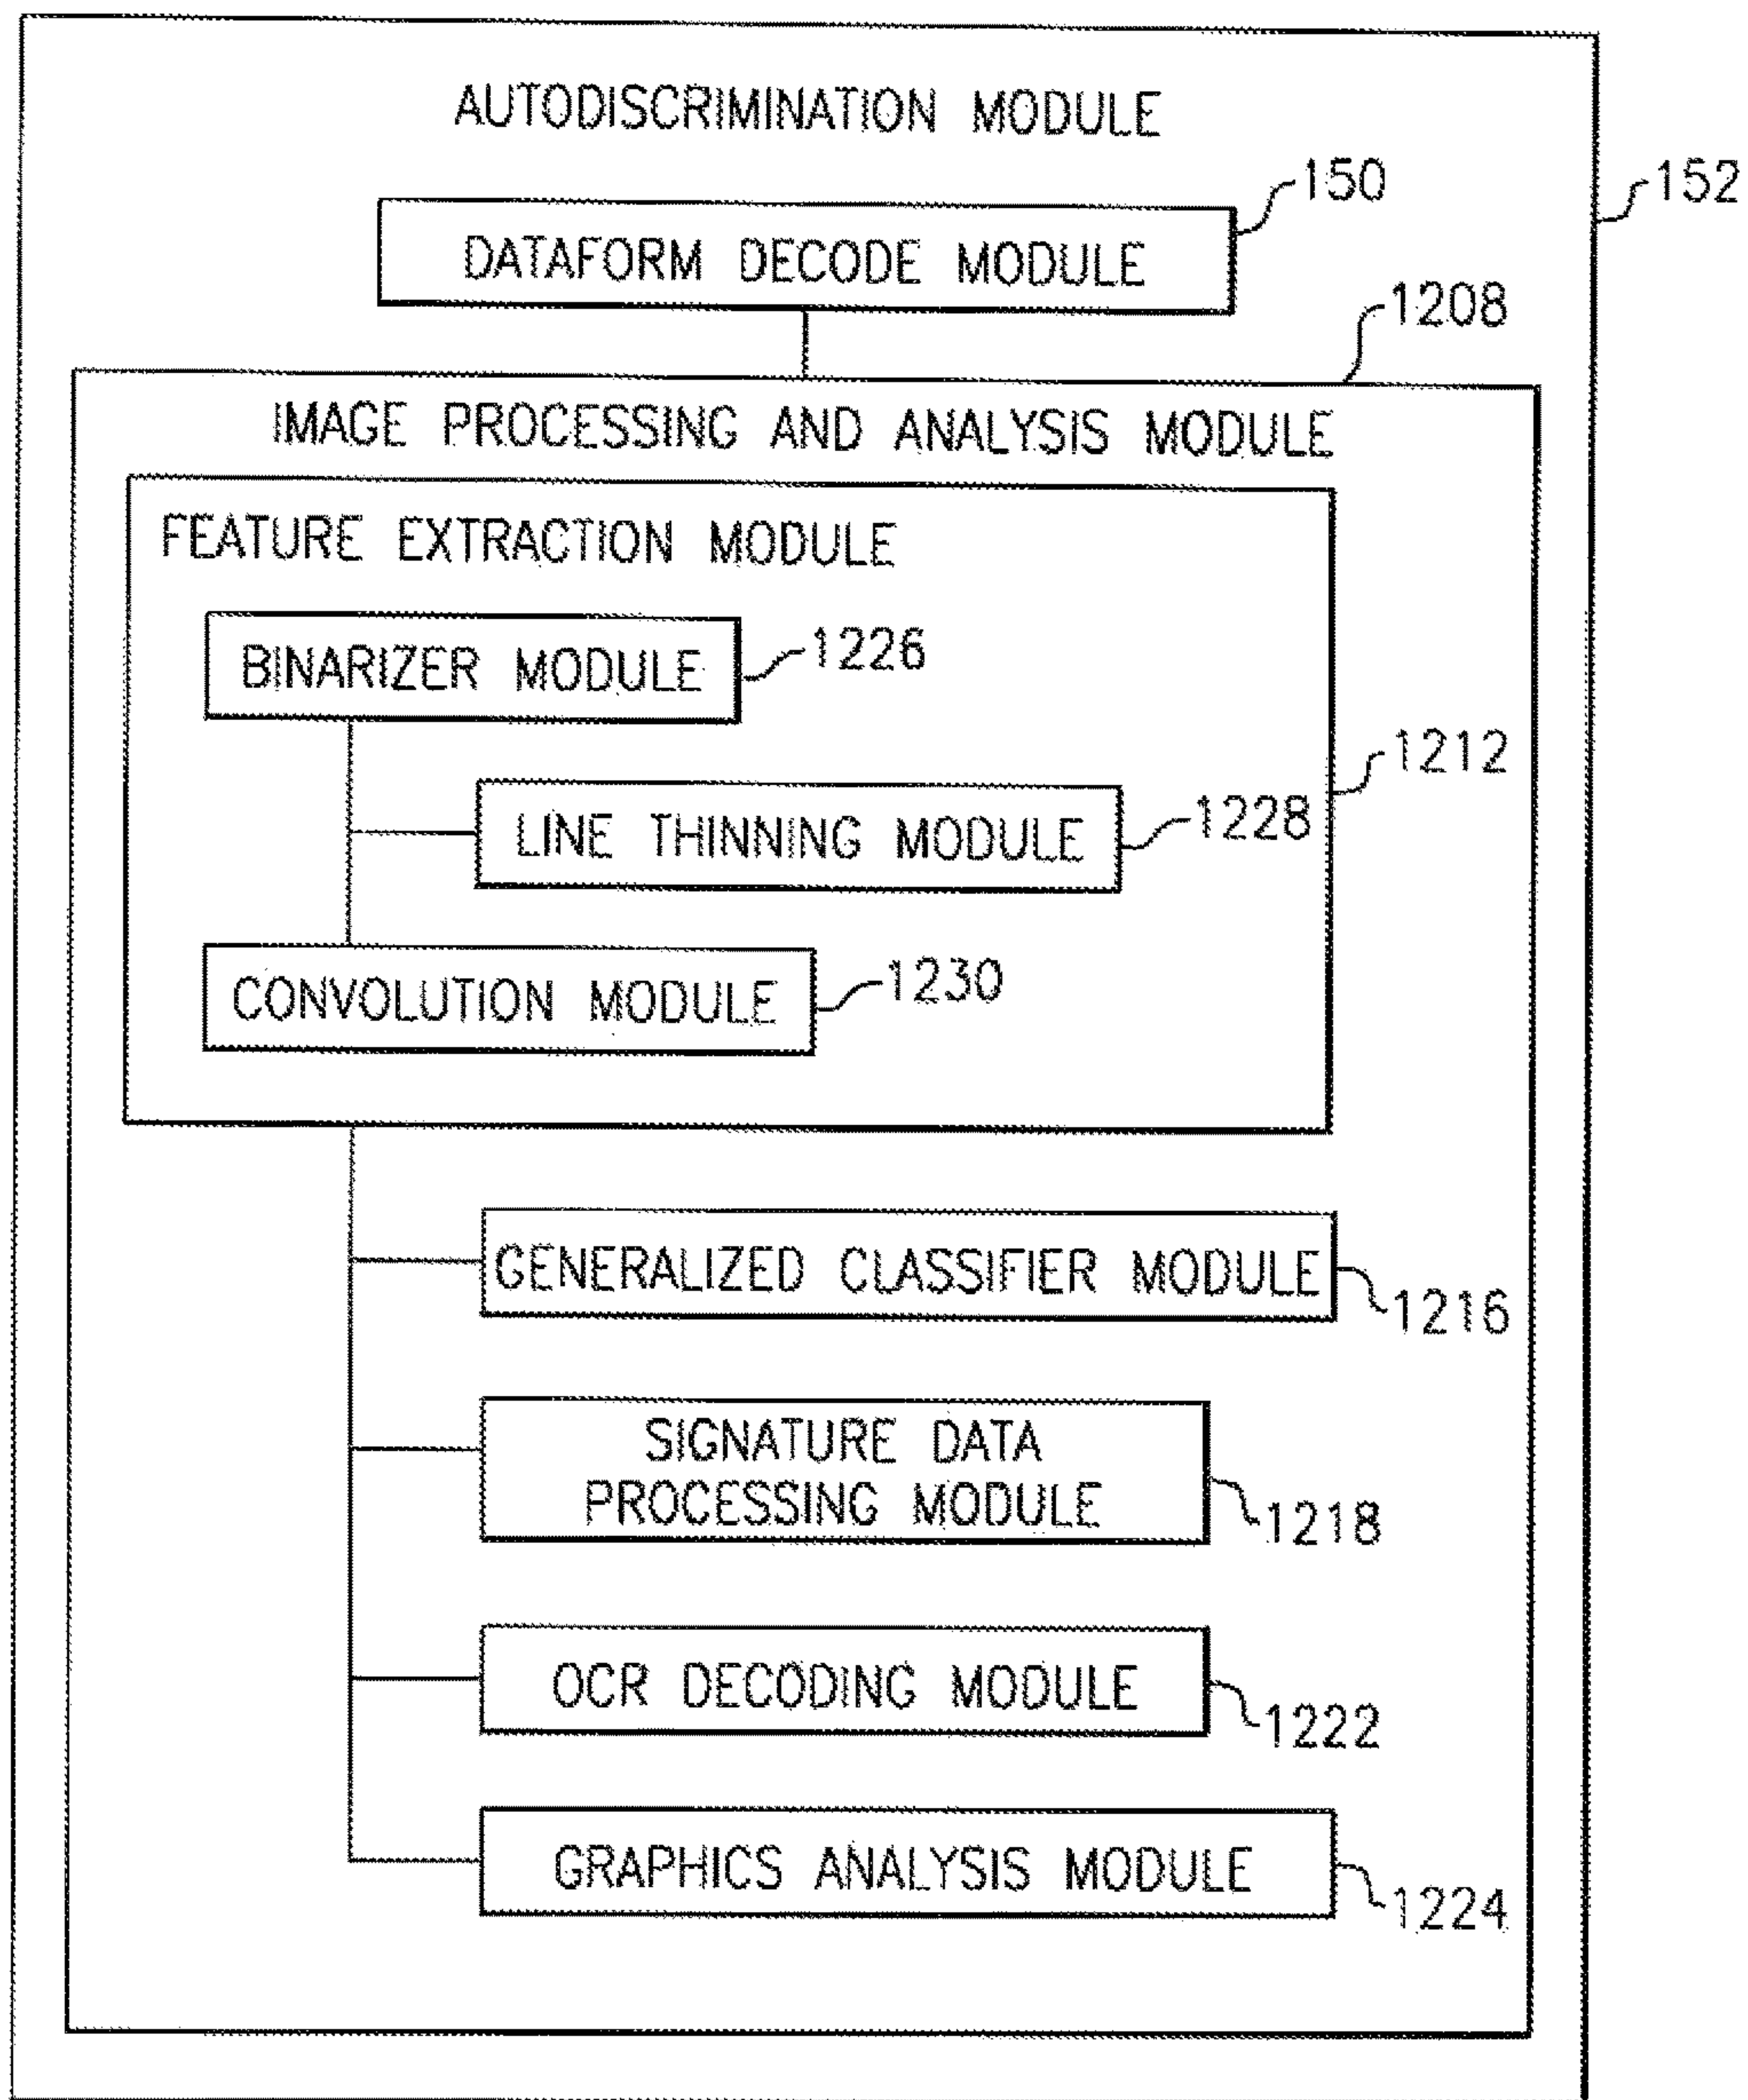 AUTODISCRIMINATION MODULE
150
152
DATAFORM DECODE MODULE
1208
IMAGE PROCESSING AND ANALYSIS MODULE
FEATURE EXTRACTION MODULE
BINARIZER MODULE
1226
1212
LINE THINNING MODULE
1228
CONVOLUTION MODULE
1230
GENERALIZED CLASSIFIER MODULE
1216
SIGNATURE DATA
PROCESSING MODULE
1218
OCR DECODING MODULE
1222
GRAPHICS ANALYSIS MODULE
1224